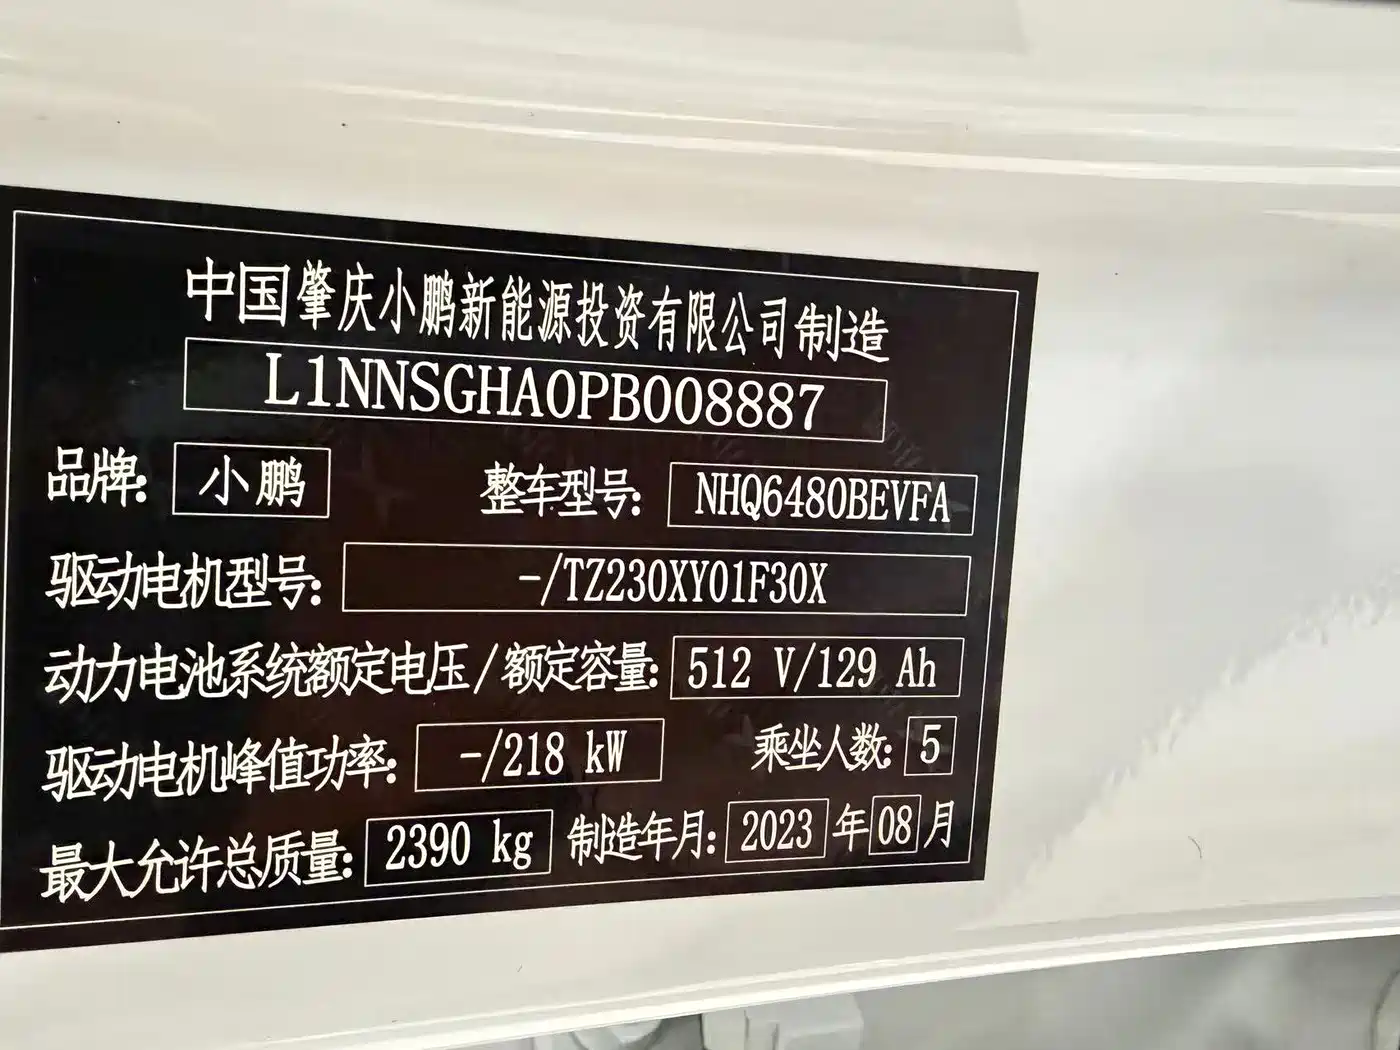 中国肇庆小鹏新能源投资有限公司制造
L1NNSGHA0PB008887
品牌: 小鹏 整车型号: NHQ6480BEVFA
驱动电机型号: -/TZ230XY01F30X
动力电池系统额定电压/额定容量: 512 V/129 Ah
驱动电机峰值功率: -/218 kW 乘坐人数: 5
最大允许总质量: 2390 kg 制造年月: 2023 年 08 月